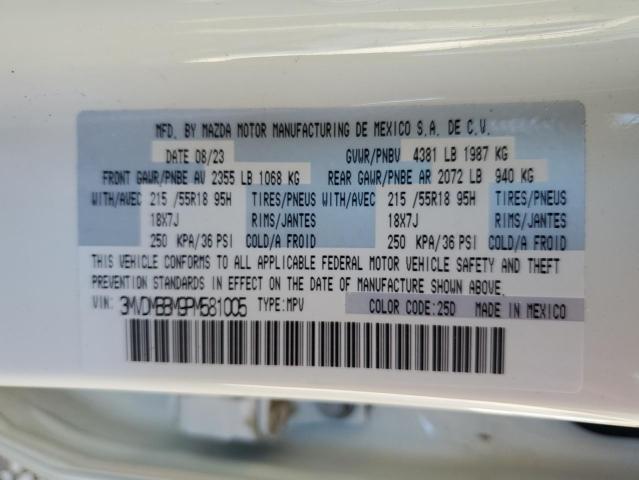 MFD. BY MAZDA MOTOR MANUFACTURING DE MEXICO S.A. DE C.V.
DATE 08/23 GVWR/PNBV 4381 LB 1987 KG
FRONT GAWR/PNBE AV 2355 LB 1068 KG REAR GAWR/PNBE AR 2072 LB 940 KG
WITH/AVEC 215 /55R18 95H TIRES/PNEUS WITH/AVEC 215 /55R18 95H TIRES/PNEUS
18X7J RIMS/JANTES 18X7J RIMS/JANTES
250 KPA/36 PSI COLD/A FROID 250 KPA/36 PSI COLD/A FROID
THIS VEHICLE CONFORMS TO ALL APPLICABLE FEDERAL MOTOR VEHICLE SAFETY AND THEFT
PREVENTION STANDARDS IN EFFECT ON THE DATE OF MANUFACTURE SHOWN ABOVE.
VIN: 3MVDMBBM9PM581005 TYPE: MPV COLOR CODE: 25D MADE IN MEXICO